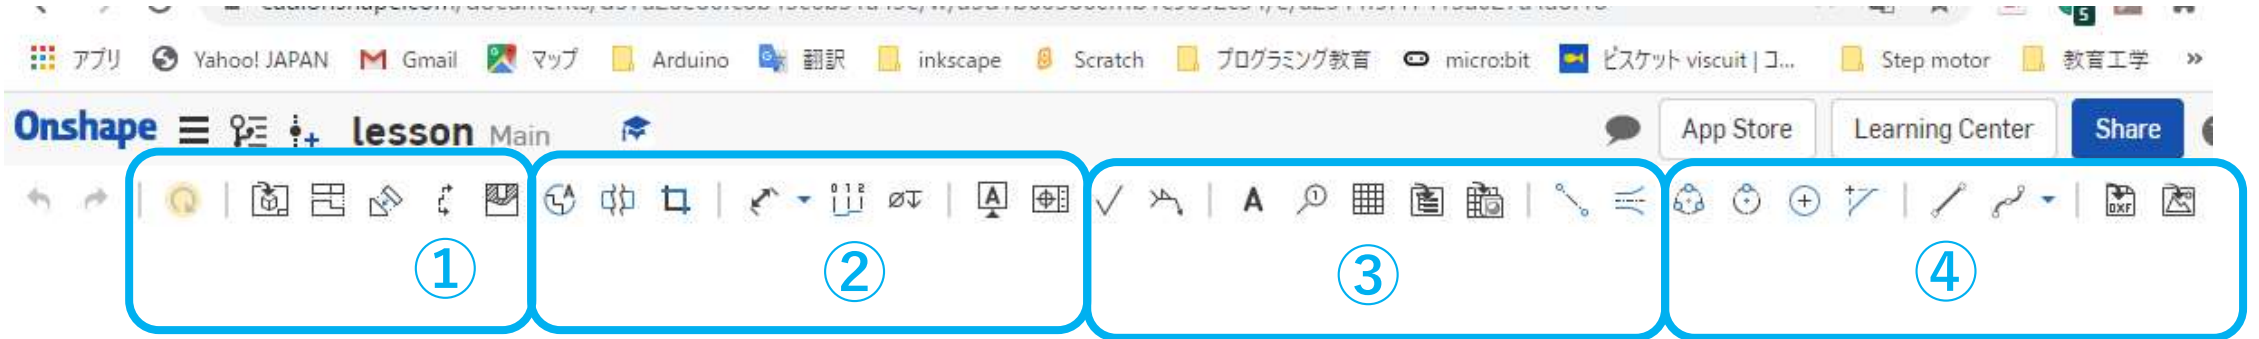 アプリ Yahoo! JAPAN Gmail マップ Arduino 翻訳 inkscape Scratch プログラミング教育 micro:bit ビスケット viscuit | コ... Step motor 教育工学 »
Onshape lesson Main App Store Learning Center Share
A A 1 DXF
① ② ③ ④